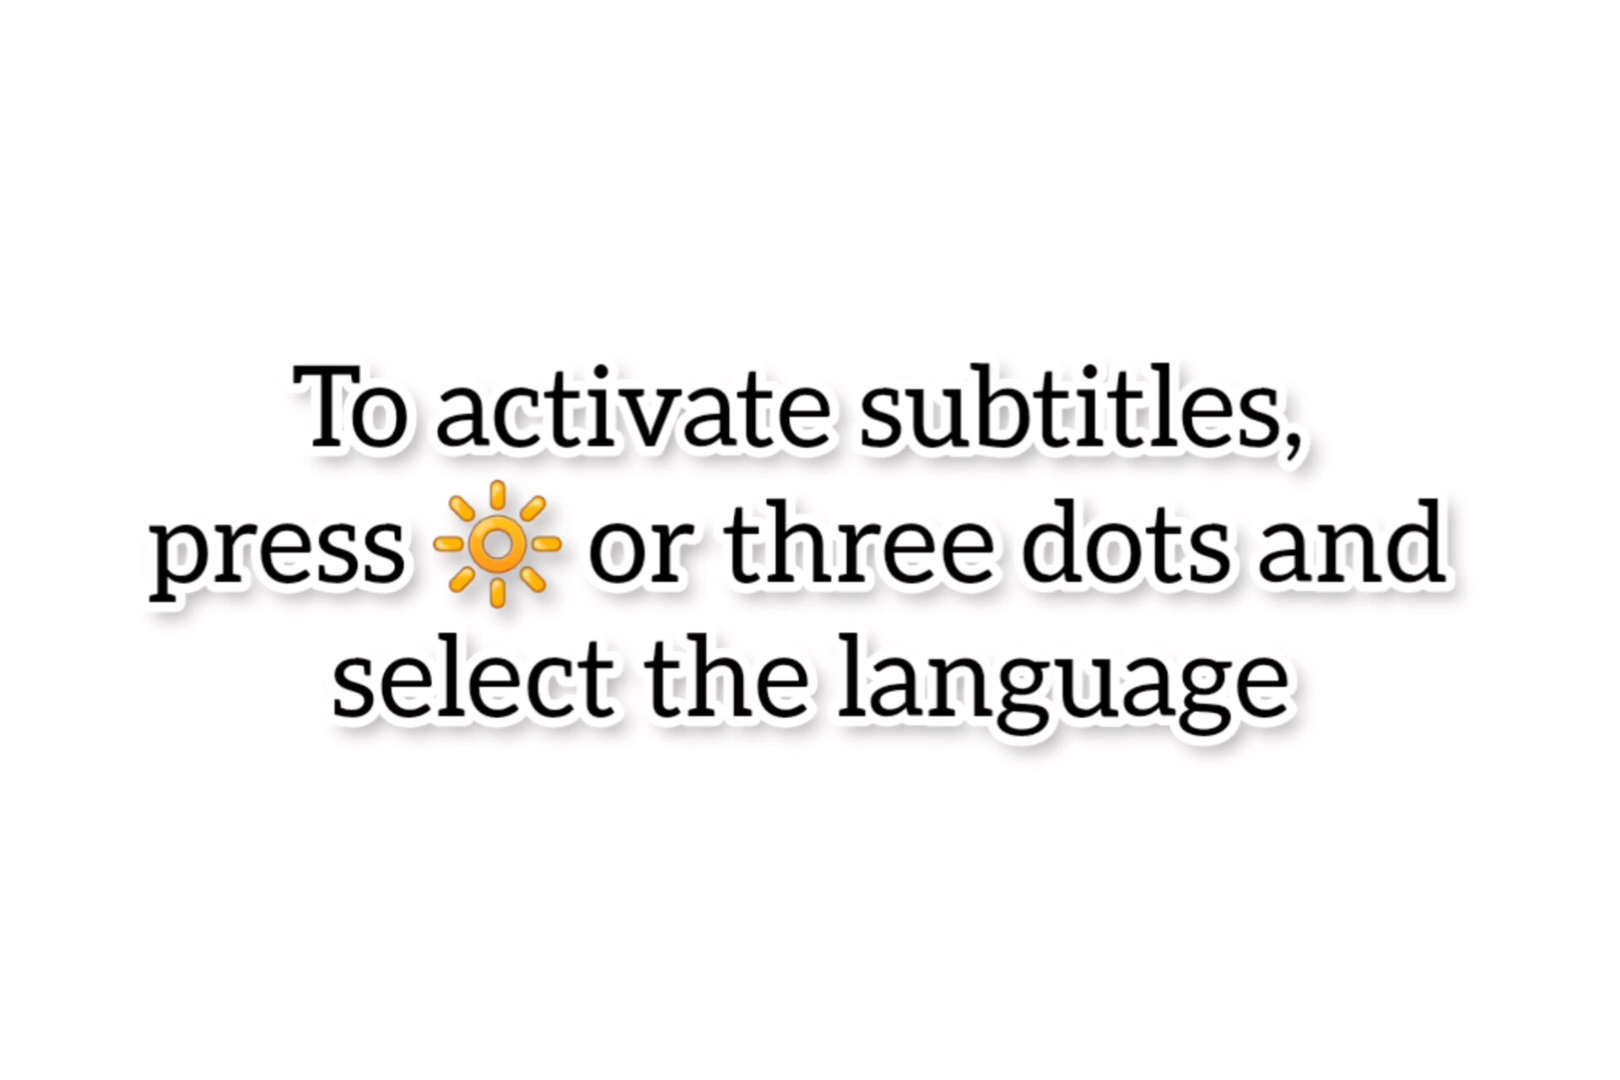 To activate subtitles,
press 🔆 or three dots and
select the language